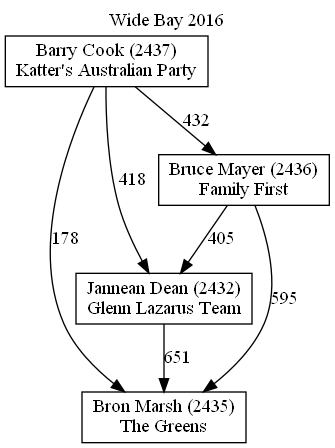 Wide Bay 2016
Barry Cook (2437)
Katter's Australian Party
432
Bruce Mayer (2436)
Family First
418
178
405
595
Jannean Dean (2432)
Glenn Lazarus Team
651
Bron Marsh (2435)
The Greens